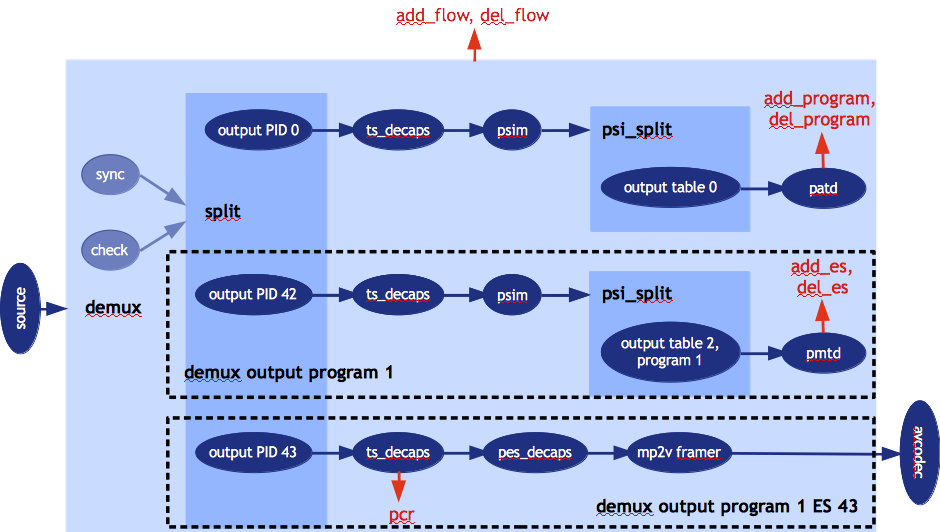 add_flow, del_flow
add_program,
del_program
output PID 0
ts_decaps
psim
psi_split
output table 0
patd
sync
split
check
add_es,
del_es
output PID 42
ts_decaps
psim
psi_split
source
demux
output table 2,
program 1
pmtd
demux output program 1
output PID 43
ts_decaps
pes_decaps
mp2v framer
avcodec
demux output program 1 ES 43
pcr